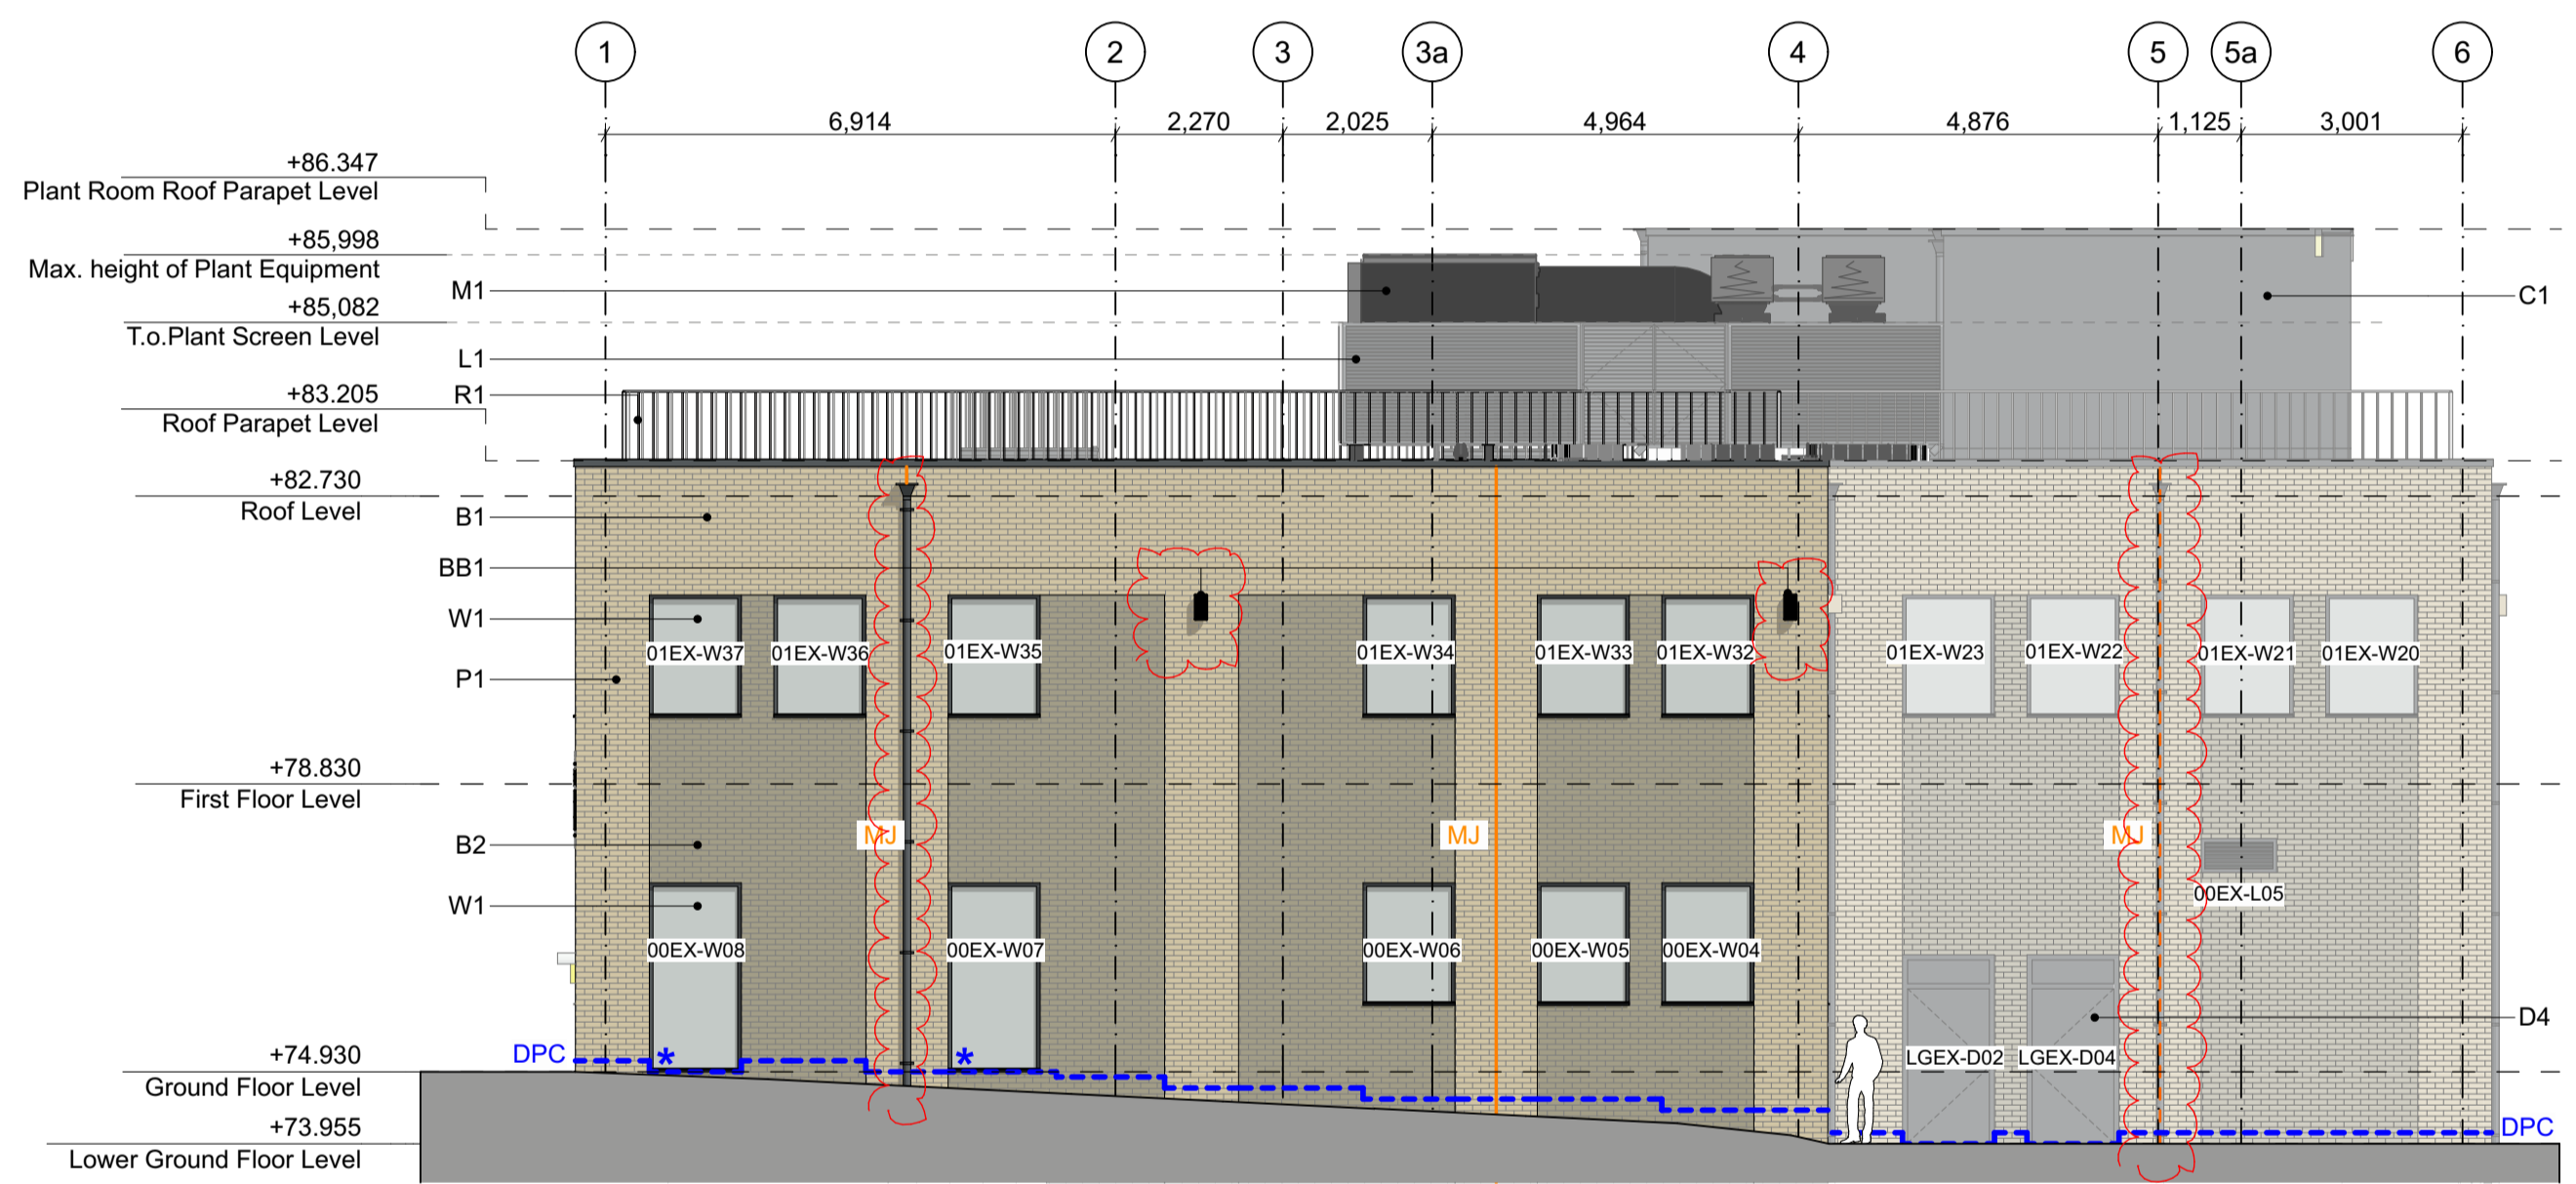 1 2 3 3a 4 5 5a 6
6,914 2,270 2,025 4,964 4,876 1,125 3,001
+86.347
Plant Room Roof Parapet Level
+85,998
Max. height of Plant Equipment
M1
C1
+85,082
T.o.Plant Screen Level
L1
R1
+83.205
Roof Parapet Level
+82.730
Roof Level
B1
BB1
W1
01EX-W37 01EX-W36 01EX-W35 01EX-W34 01EX-W33 01EX-W32 01EX-W23 01EX-W22 01EX-W21 01EX-W20
P1
+78.830
First Floor Level
B2
MJ MJ MJ
00EX-L05
W1
00EX-W08 00EX-W07 00EX-W06 00EX-W05 00EX-W04
D4
+74.930
Ground Floor Level
DPC * *
LGEX-D02 LGEX-D04
+73.955
Lower Ground Floor Level
DPC